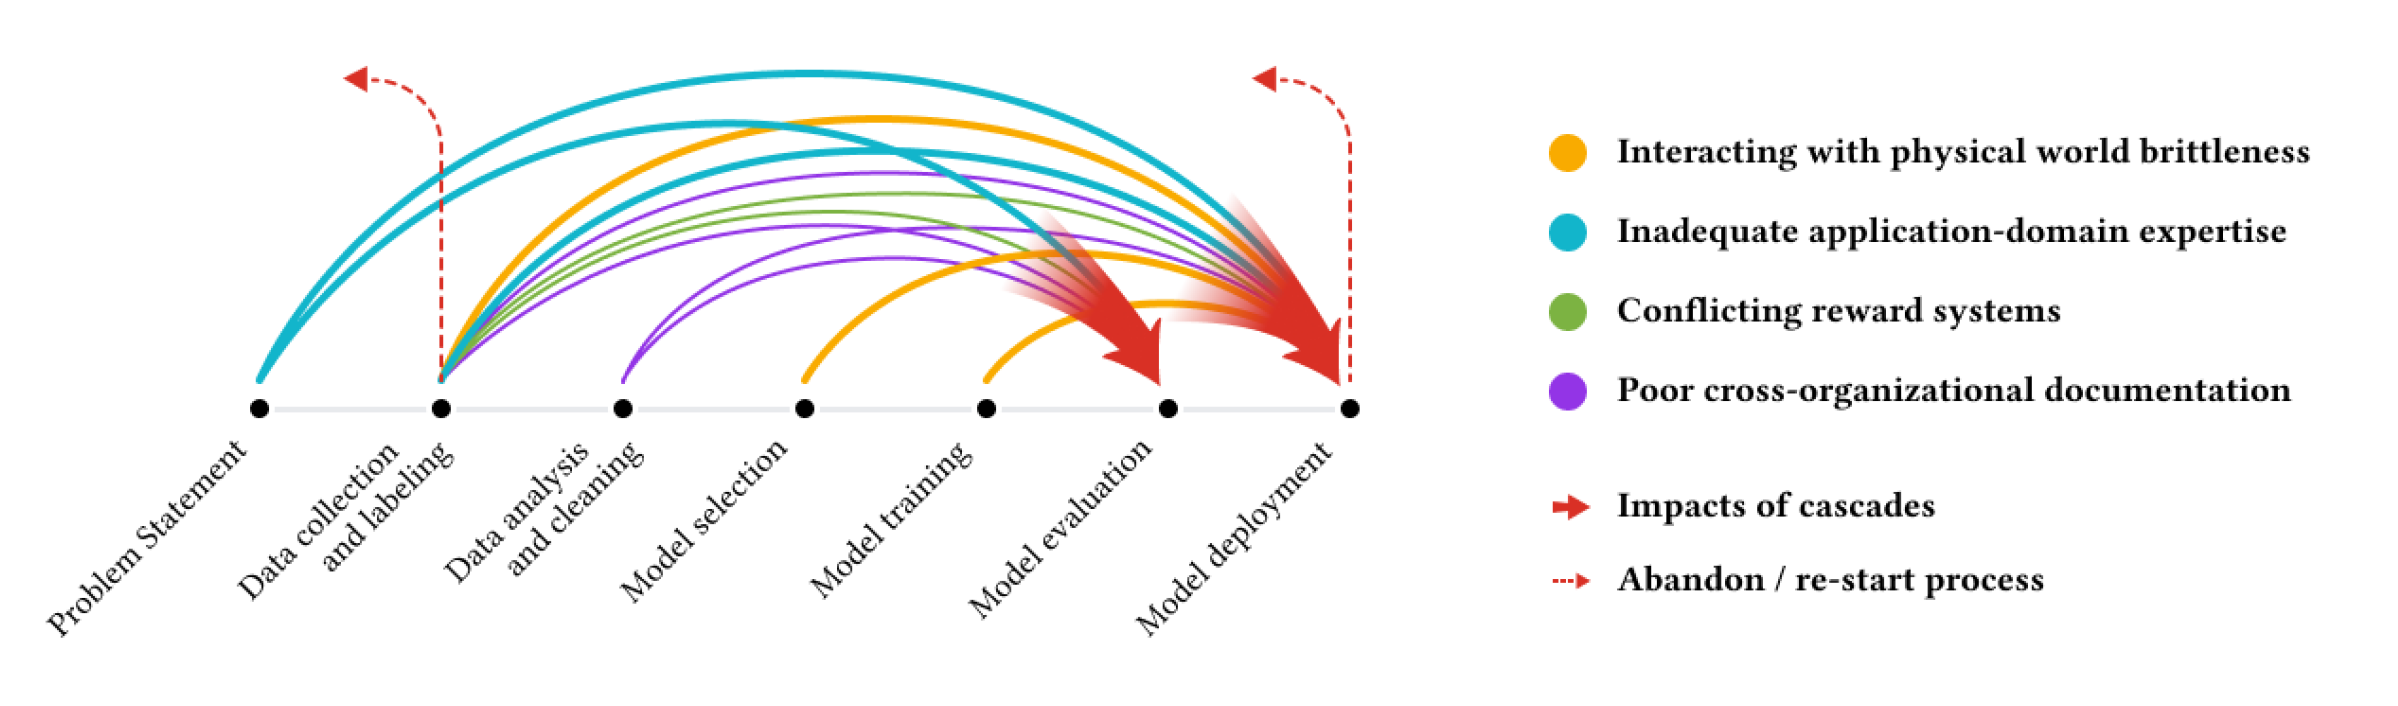 Problem Statement
Data collection
and labeling
Data analysis
and cleaning
Model selection
Model training
Model evaluation
Model deployment
Interacting with physical world brittleness
Inadequate application-domain expertise
Conflicting reward systems
Poor cross-organizational documentation
Impacts of cascades
Abandon / re-start process